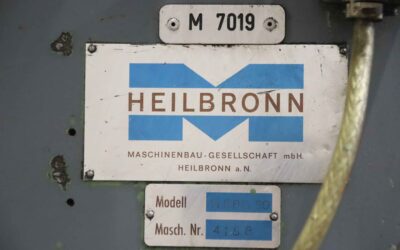 M 7019
M
HEILBRONN
MASCHINENBAU-GESELLSCHAFT mbH.
HEILBRONN a.N.
Modell
Masch. Nr.